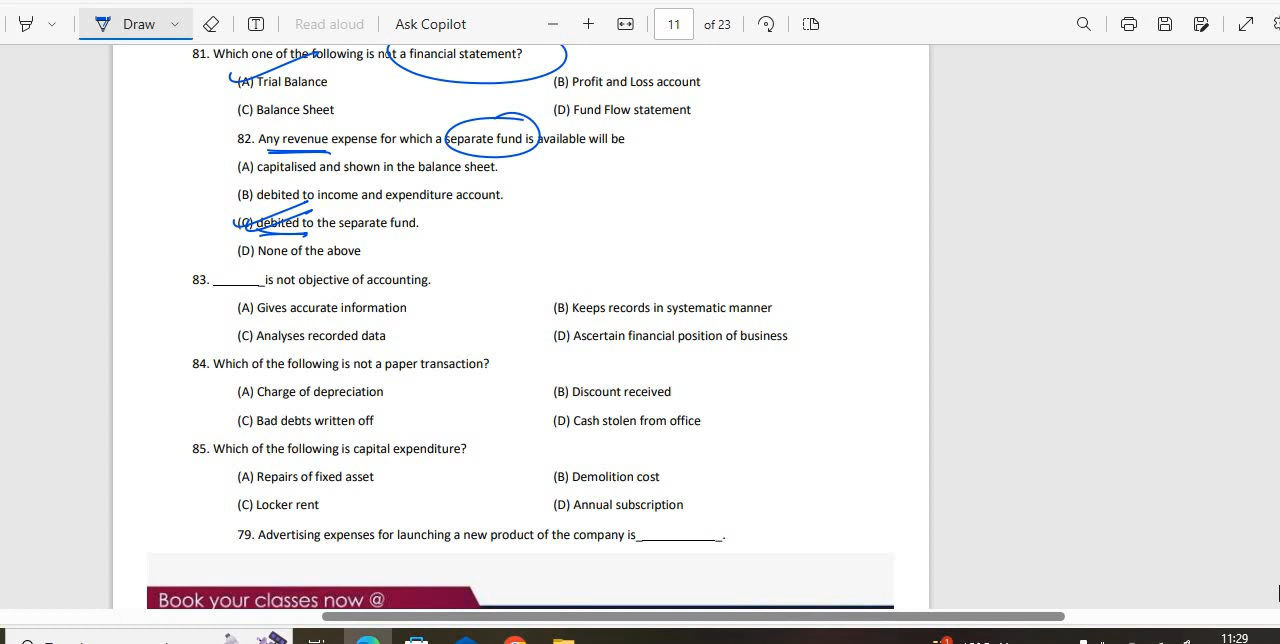 Draw
Read aloud
Ask Copilot
11
of 23
81. Which one of the following is not a financial statement?
(A) Trial Balance
(B) Profit and Loss account
(C) Balance Sheet
(D) Fund Flow statement
82. Any revenue expense for which a separate fund is available will be
(A) capitalised and shown in the balance sheet.
(B) debited to income and expenditure account.
(C) debited to the separate fund.
(D) None of the above
83. _______is not objective of accounting.
(A) Gives accurate information
(B) Keeps records in systematic manner
(C) Analyses recorded data
(D) Ascertain financial position of business
84. Which of the following is not a paper transaction?
(A) Charge of depreciation
(B) Discount received
(C) Bad debts written off
(D) Cash stolen from office
85. Which of the following is capital expenditure?
(A) Repairs of fixed asset
(B) Demolition cost
(C) Locker rent
(D) Annual subscription
79. Advertising expenses for launching a new product of the company is____________.
Book your classes now @
1
11:29